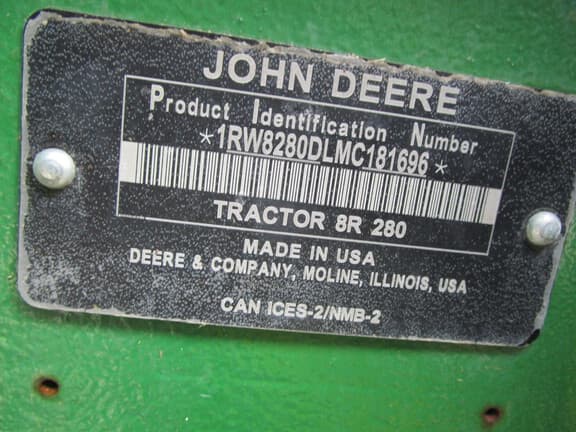 JOHN DEERE
Product Identification Number
*1RW8280DLMC181696*
TRACTOR 8R 280
MADE IN USA
DEERE & COMPANY, MOLINE, ILLINOIS, USA
CAN ICES-2/NMB-2